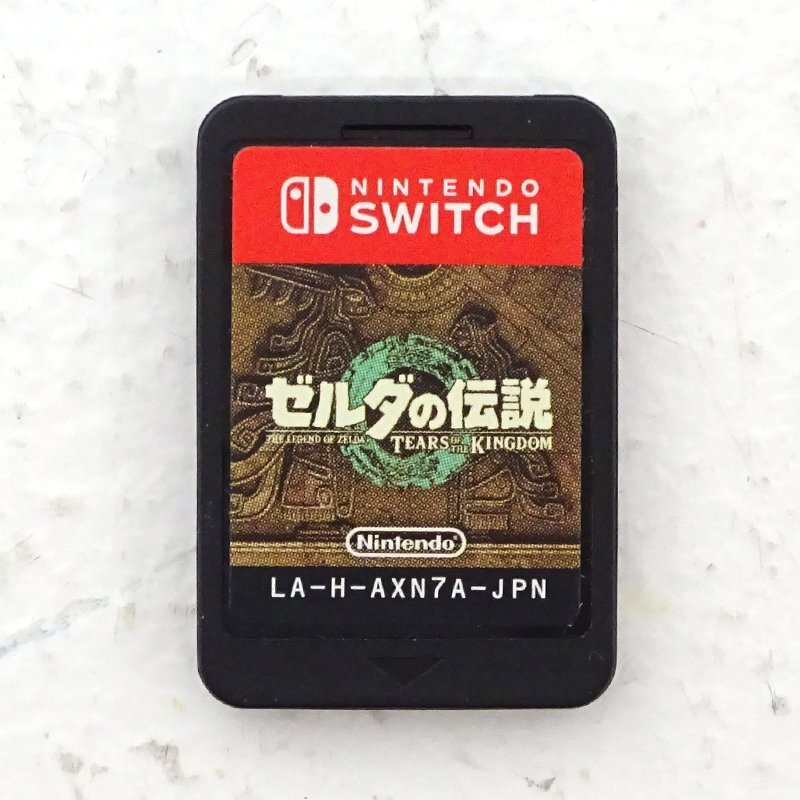 NINTENDO
SWITCH
ゼルダの伝説
THE LEGEND OF ZELDA TEARS OF THE KINGDOM
Nintendo®
LA-H-AXN7A-JPN